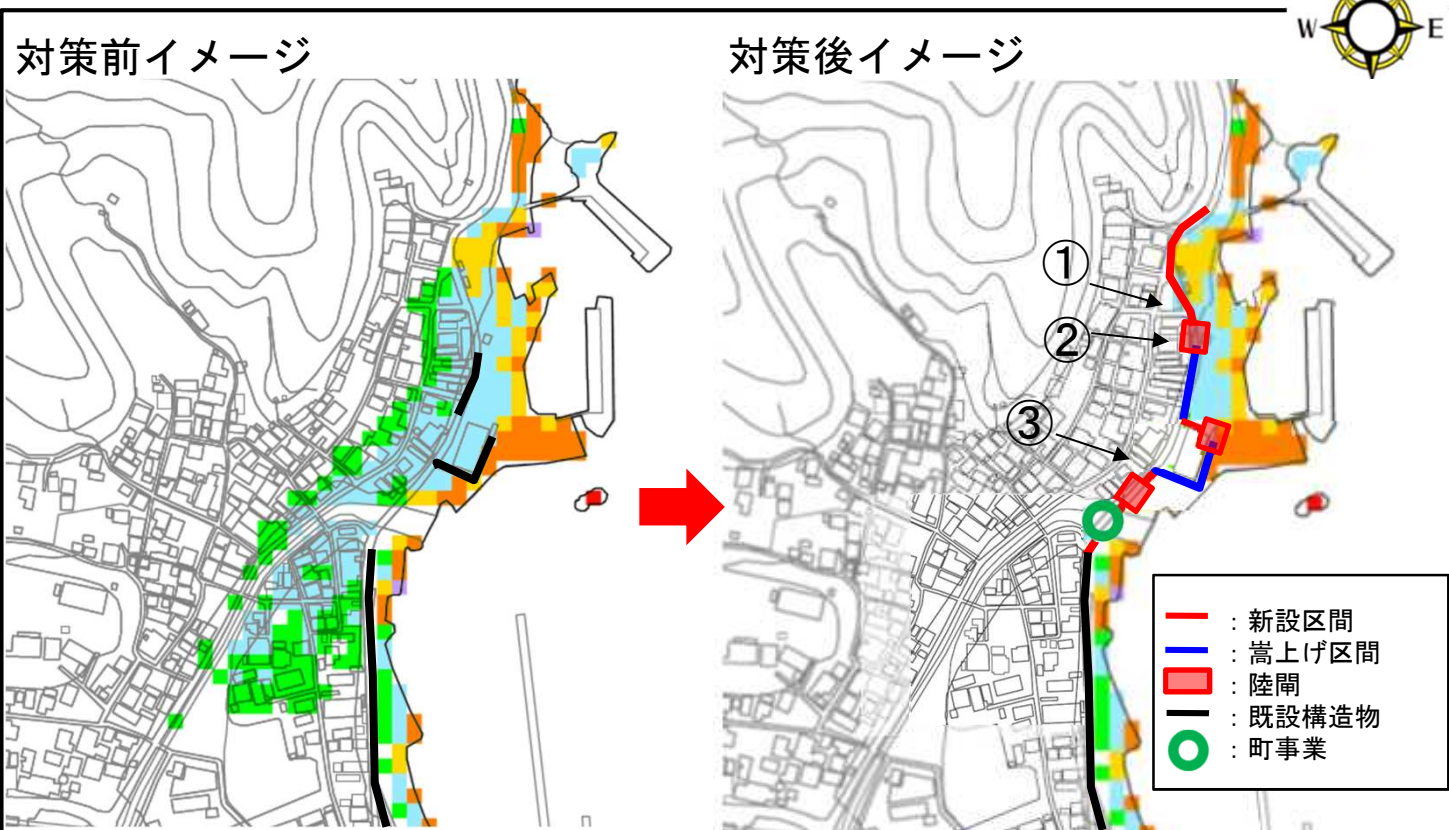 W E
対策前イメージ
対策後イメージ
①
②
③
：新設区間
：嵩上げ区間
：陸閘
：既設構造物
：町事業